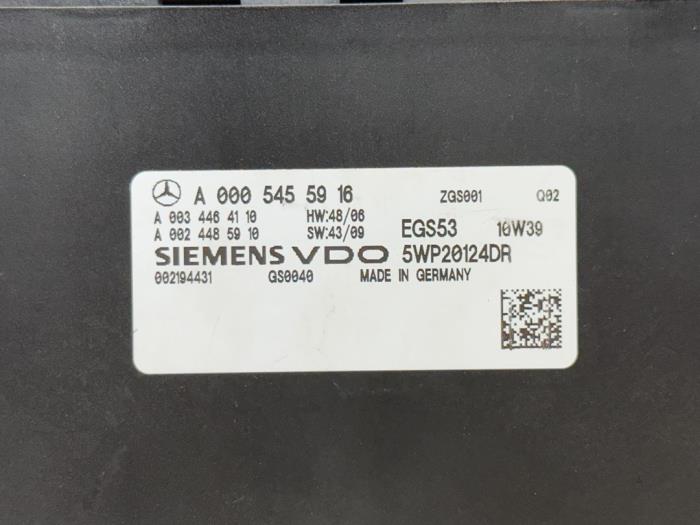 A 000 545 59 16 ZGS001 Q02
A 003 446 41 10 HW:48/06
A 002 448 59 10 SW:43/09 EGS53 10W39
SIEMENS VDO 5WP20124DR
002194431 GS0040 MADE IN GERMANY